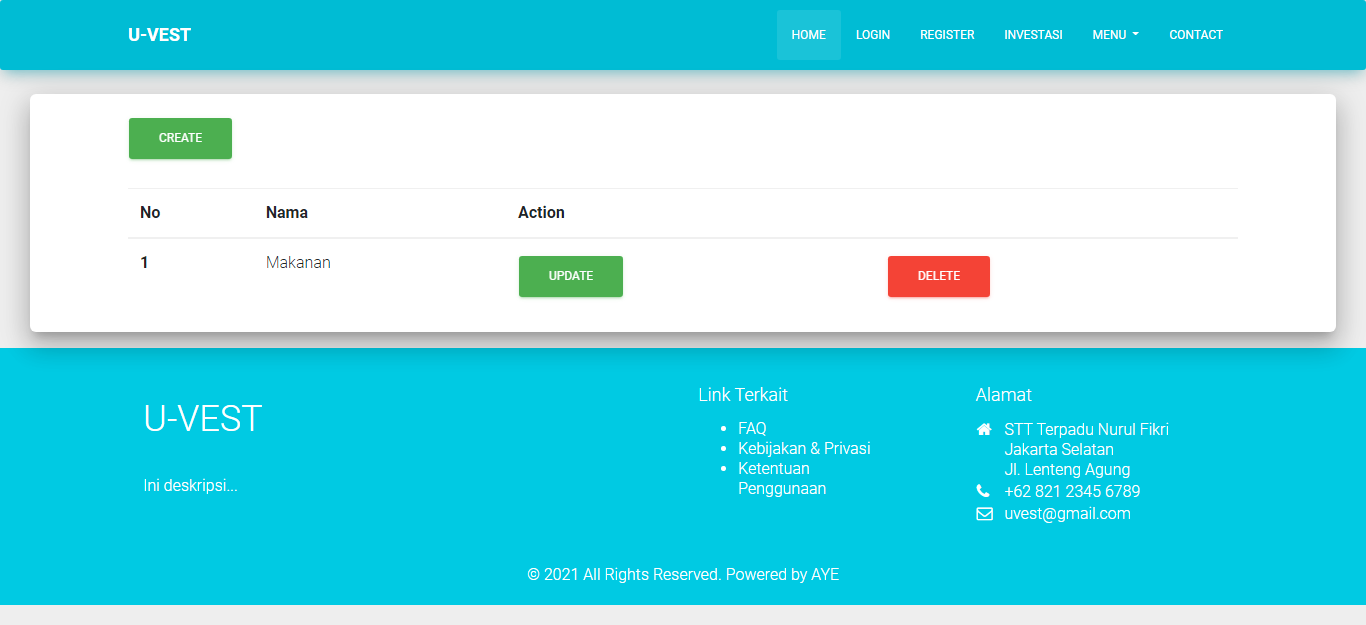 U-VEST
HOME LOGIN REGISTER INVESTASI MENU CONTACT
CREATE
No Nama Action
1 Makanan UPDATE DELETE
U-VEST
Ini deskripsi...
Link Terkait
FAQ
Kebijakan & Privasi
Ketentuan
Penggunaan
Alamat
STT Terpadu Nurul Fikri
Jakarta Selatan
Jl. Lenteng Agung
+62 821 2345 6789
uvest@gmail.com
© 2021 All Rights Reserved. Powered by AYE